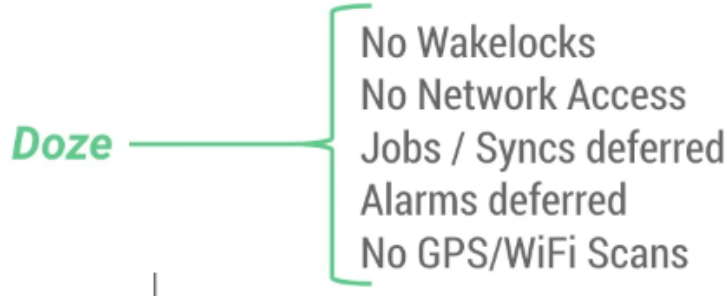 Doze
No Wakelocks
No Network Access
Jobs / Syncs deferred
Alarms deferred
No GPS/WiFi Scans